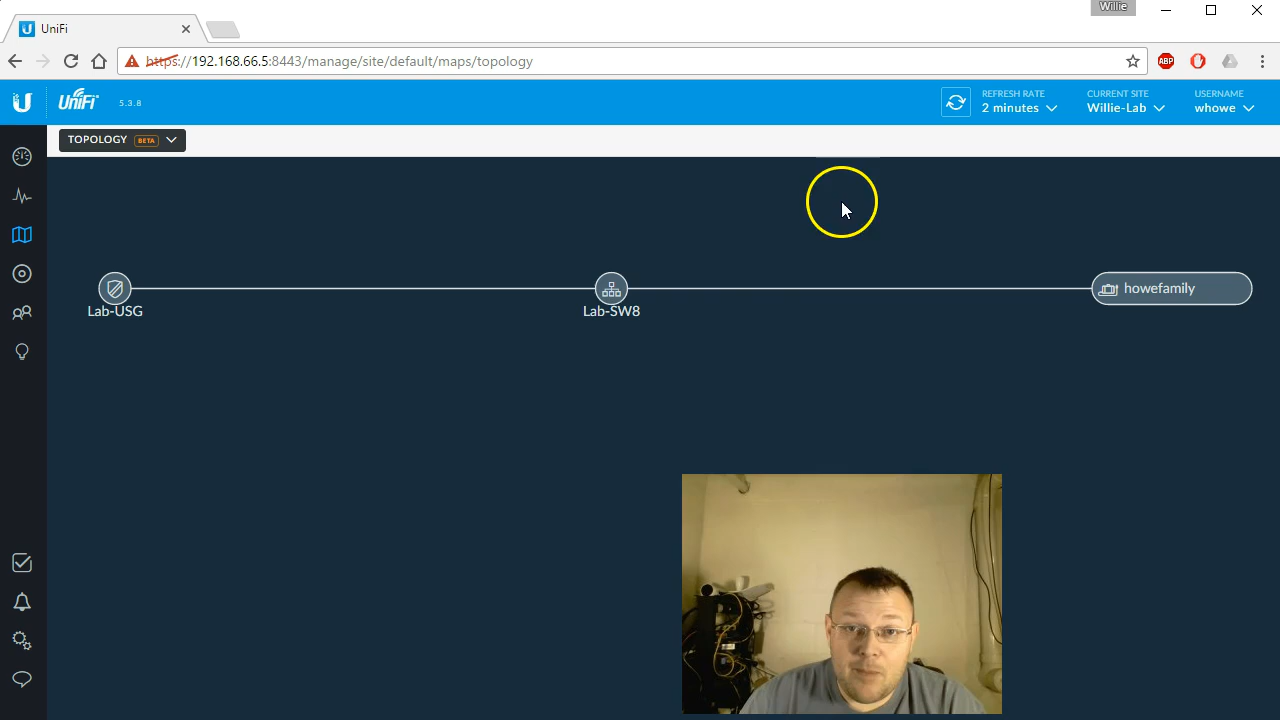 Willie
UniFi
https://192.168.66.5:8443/manage/site/default/maps/topology
ABP
U UniFi 5.3.8
REFRESH RATE
2 minutes
CURRENT SITE
Willie-Lab
USERNAME
whowe
TOPOLOGY BETA
Lab-USG
Lab-SW8
howefamily